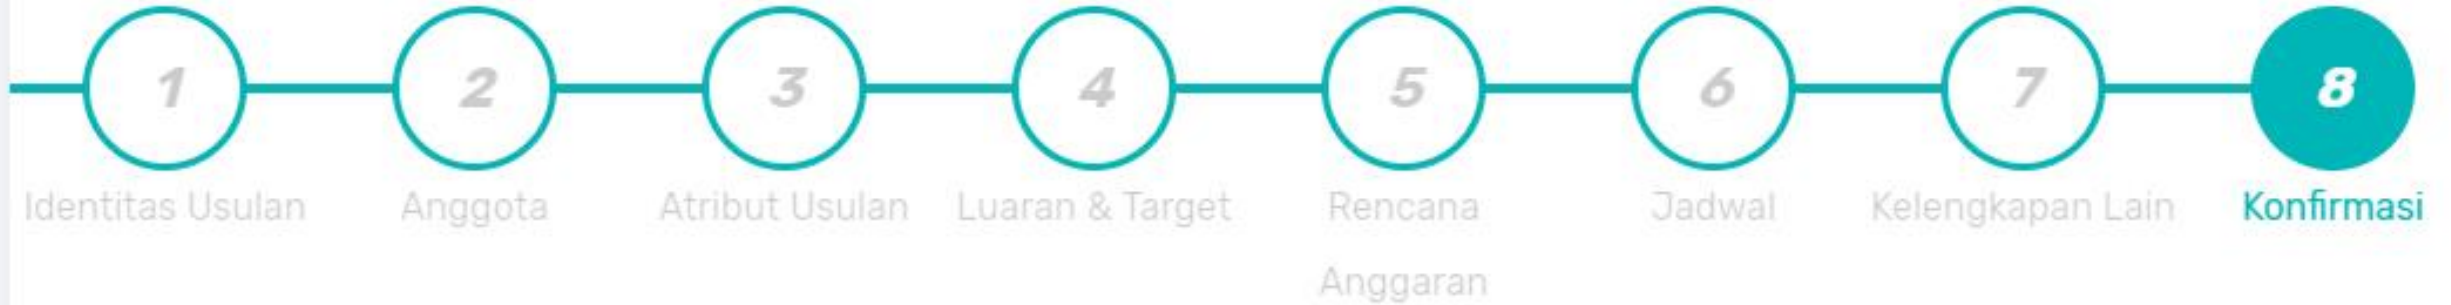 1 2 3 4 5 6 7 8
Identitas Usulan Anggota Atribut Usulan Luaran & Target Rencana Jadwal Kelengkapan Lain Konfirmasi
Anggaran